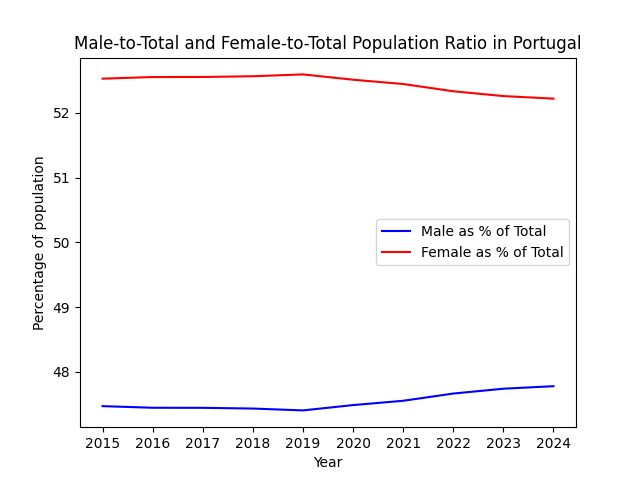 Male-to-Total and Female-to-Total Population Ratio in Portugal
Percentage of population
52
51
50
49
48
Male as % of Total
Female as % of Total
2015 2016 2017 2018 2019 2020 2021 2022 2023 2024
Year